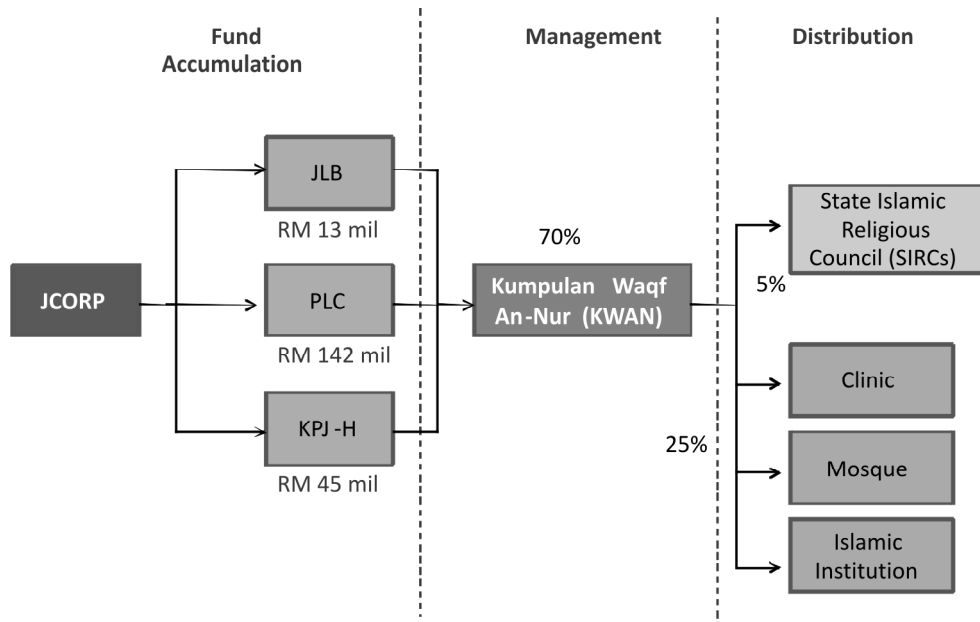 Fund
Accumulation
Management
Distribution
JCORP
JLB
RM 13 mil
PLC
RM 142 mil
KPJ -H
RM 45 mil
70%
Kumpulan Waqf
An-Nur (KWAN)
State Islamic
Religious
Council (SIRCs)
5%
25%
Clinic
Mosque
Islamic
Institution